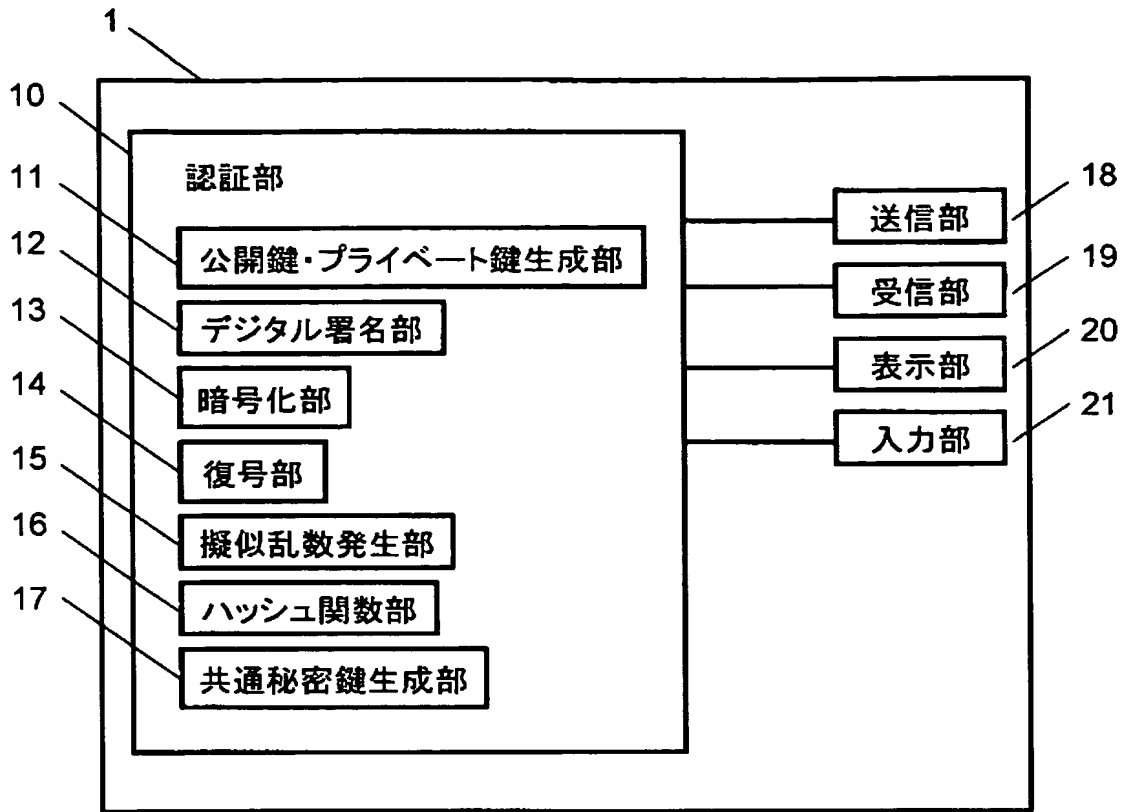 1
10
認証部
11
公開鍵・プライベート鍵生成部
12
デジタル署名部
13
暗号化部
14
復号部
15
擬似乱数発生部
16
ハッシュ関数部
17
共通秘密鍵生成部
送信部
18
受信部
19
表示部
20
入力部
21